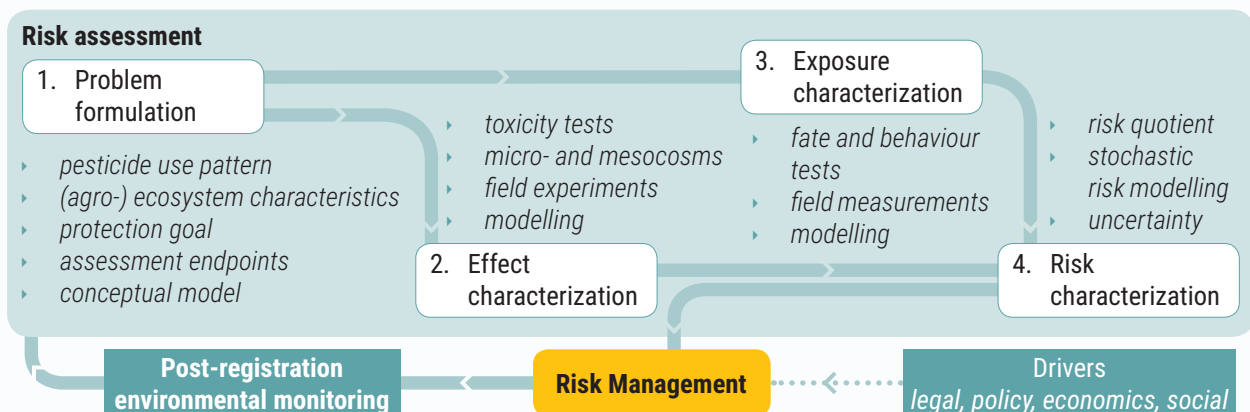 Risk assessment
1. Problem
formulation
pesticide use pattern
(agro-) ecosystem characteristics
protection goal
assessment endpoints
conceptual model
toxicity tests
micro- and mesocosms
field experiments
modelling
2. Effect
characterization
3. Exposure
characterization
fate and behaviour
tests
field measurements
modelling
risk quotient
stochastic
risk modelling
uncertainty
4. Risk
characterization
Post-registration
environmental monitoring
Risk Management
Drivers
legal, policy, economics, social